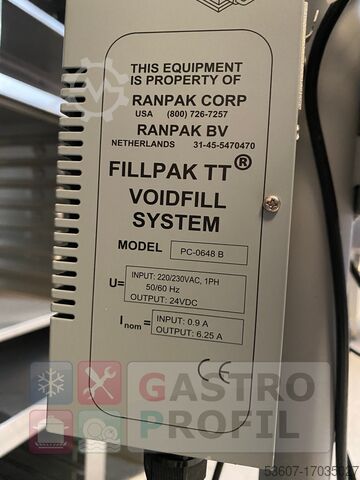 THIS EQUIPMENT
IS PROPERTY OF
RANPAK CORP
USA (800) 726-7257
RANPAK BV
NETHERLANDS 31-45-5470470
FILLPAK TT®
VOIDFILL
SYSTEM
MODEL PC-0648 B
U= INPUT: 220/230VAC, 1PH
50/60 Hz
OUTPUT: 24VDC
I nom = INPUT: 0.9 A
OUTPUT: 6.25 A
CE
GASTRO
PROFIL